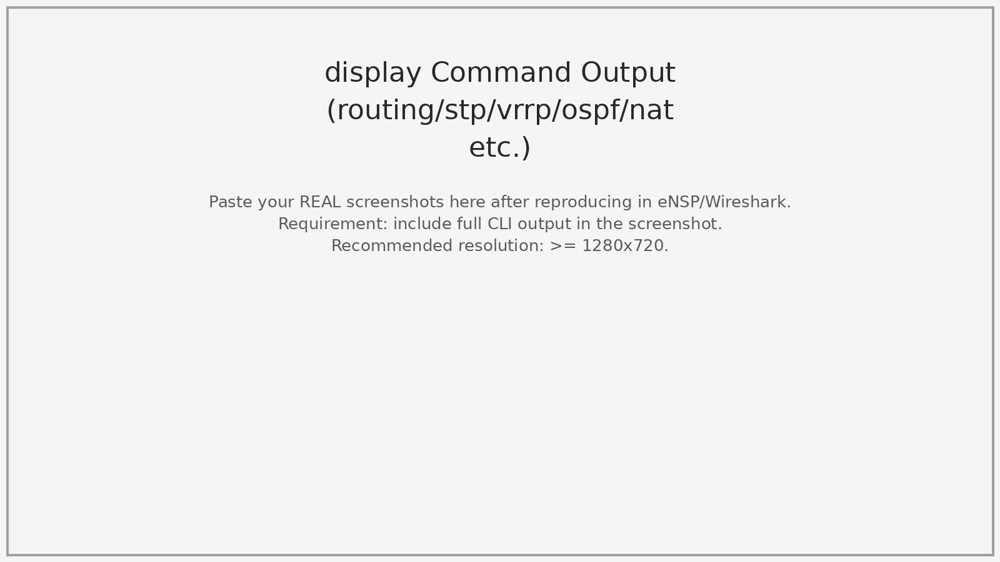 display Command Output
(routing/stp/vrrp/ospf/nat
etc.)
Paste your REAL screenshots here after reproducing in eNSP/Wireshark.
Requirement: include full CLI output in the screenshot.
Recommended resolution: >= 1280x720.